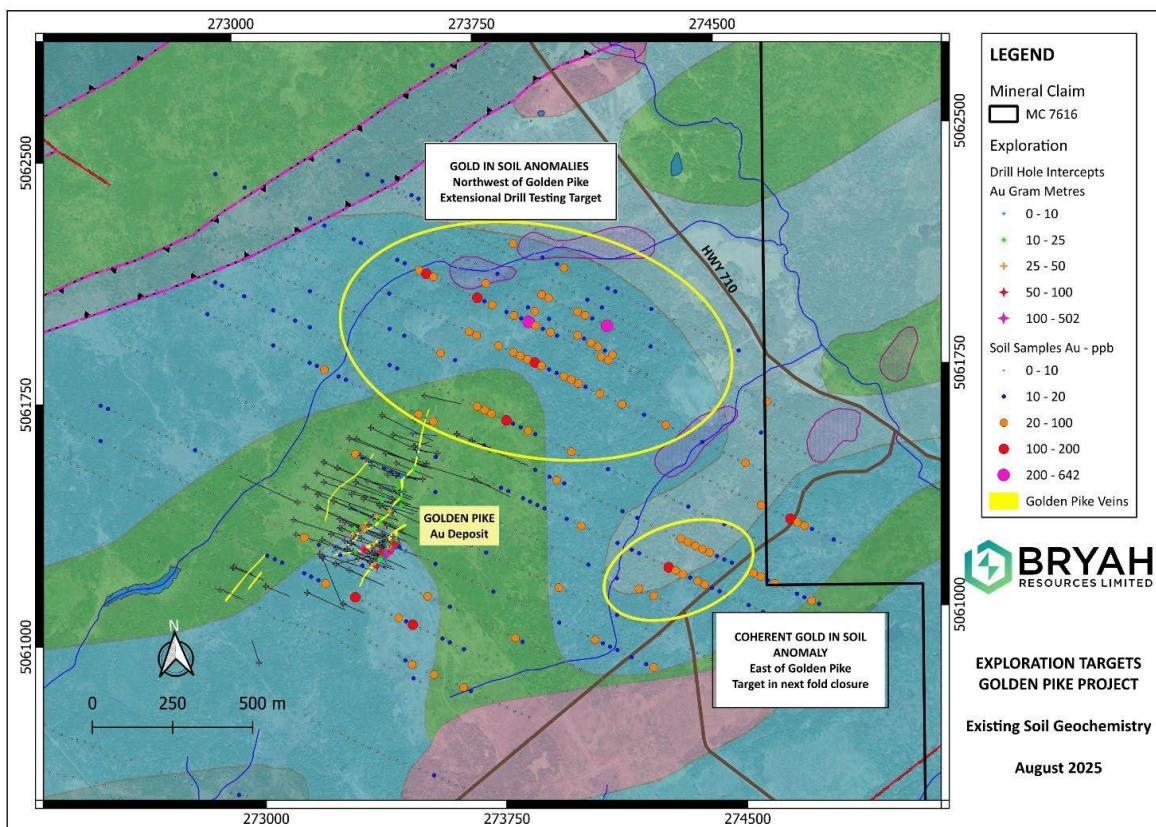 273000
273750
274500
5062500
5061750
5061000
5062500
5061750
5061000
273000
273750
274500
GOLD IN SOIL ANOMALIES
Northwest of Golden Pike
Extensional Drill Testing Target
HWY 710
GOLDEN PIKE
Au Deposit
COHERENT GOLD IN SOIL
ANOMALY
East of Golden Pike
Target in next fold closure
N
0 250 500 m
LEGEND
Mineral Claim
MC 7616
Exploration
Drill Hole Intercepts
Au Gram Metres
0 - 10
10 - 25
25 - 50
50 - 100
100 - 502
Soil Samples Au - ppb
0 - 10
10 - 20
20 - 100
100 - 200
200 - 642
Golden Pike Veins
BRYAH
RESOURCES LIMITED
EXPLORATION TARGETS
GOLDEN PIKE PROJECT
Existing Soil Geochemistry
August 2025